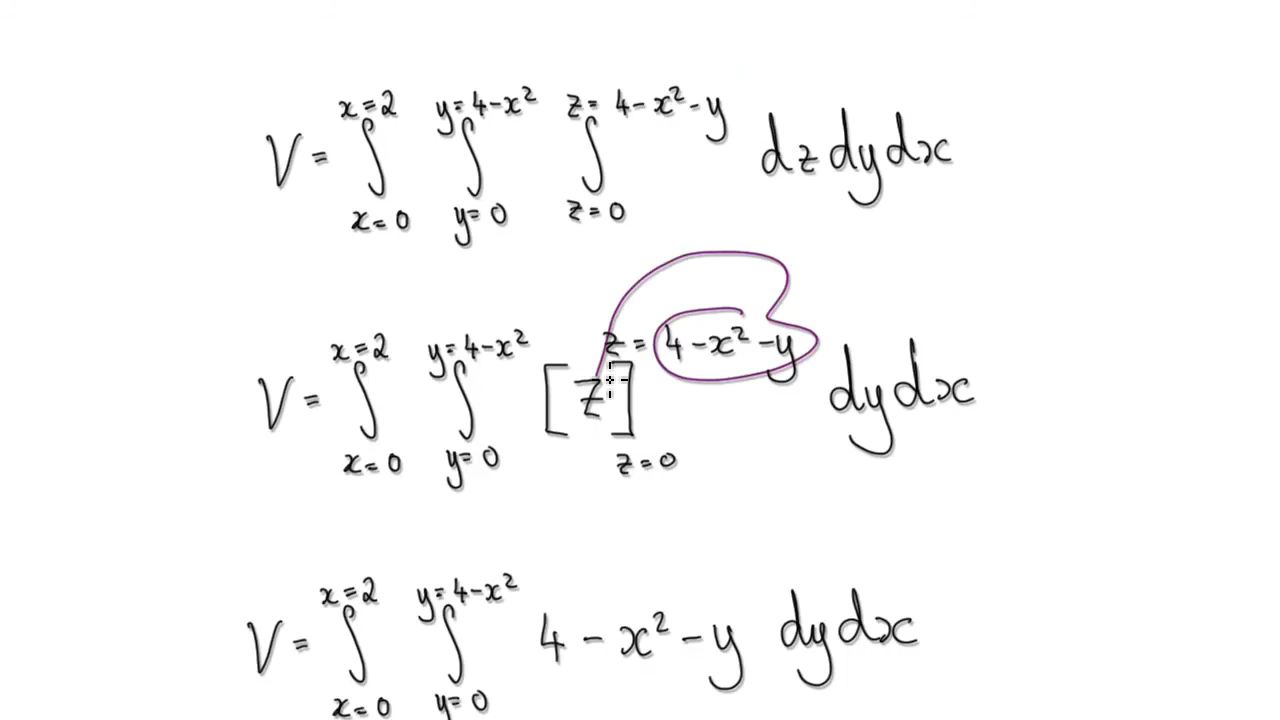 V = ∫_{x=0}^{x=2} ∫_{y=0}^{y=4-x²} ∫_{z=0}^{z=4-x²-y} dz dy dx
V = ∫_{x=0}^{x=2} ∫_{y=0}^{y=4-x²} [z]_{z=0}^{z=4-x²-y} dy dx
V = ∫_{x=0}^{x=2} ∫_{y=0}^{y=4-x²} 4-x²-y dy dx